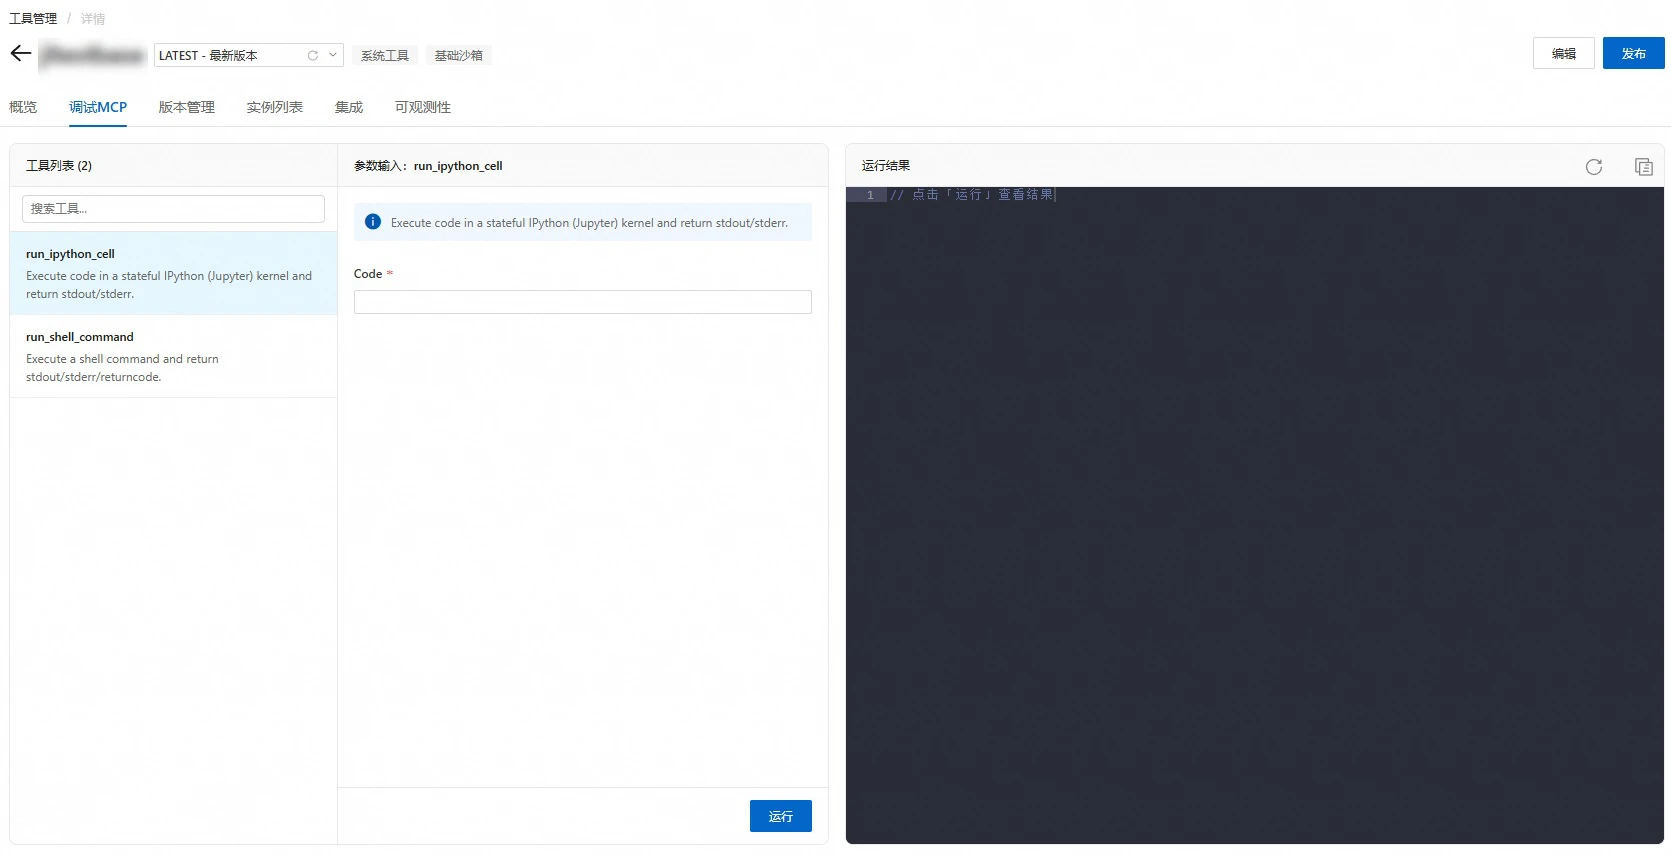 工具管理 / 详情
LATEST - 最新版本 系统工具 基础沙箱 编辑 发布
概览 调试MCP 版本管理 实例列表 集成 可观测性
工具列表 (2)
搜索工具...
run_ipython_cell
Execute code in a stateful IPython (Jupyter) kernel and
return stdout/stderr.
run_shell_command
Execute a shell command and return
stdout/stderr/returncode.
参数输入：run_ipython_cell
Execute code in a stateful IPython (Jupyter) kernel and return stdout/stderr.
Code *
运行
运行结果
1 // 点击「运行」查看结果